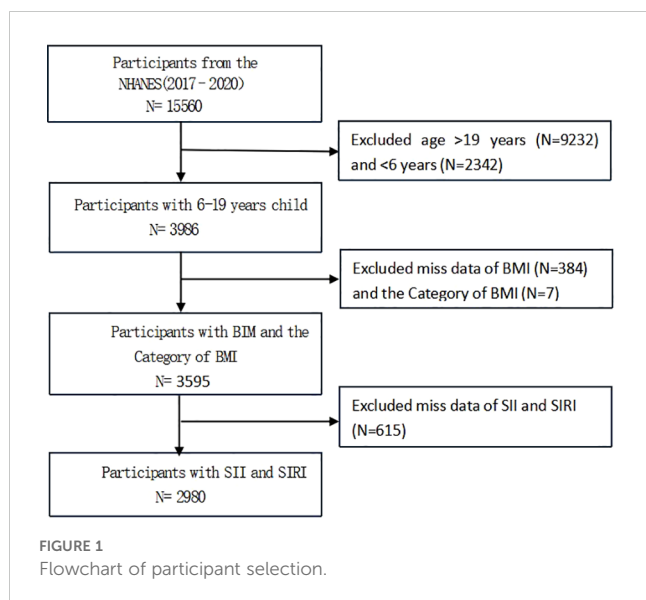 Participants from the
NHANES(2017-2020)
N= 15560
Excluded age >19 years (N=9232)
and <6 years (N=2342)
Participants with 6-19 years child
N= 3986
Excluded miss data of BMI (N=384)
and the Category of BMI (N=7)
Participants with BIM and the
Category of BMI
N= 3595
Excluded miss data of SII and SIRI
(N=615)
Participants with SII and SIRI
N= 2980
FIGURE 1
Flowchart of participant selection.